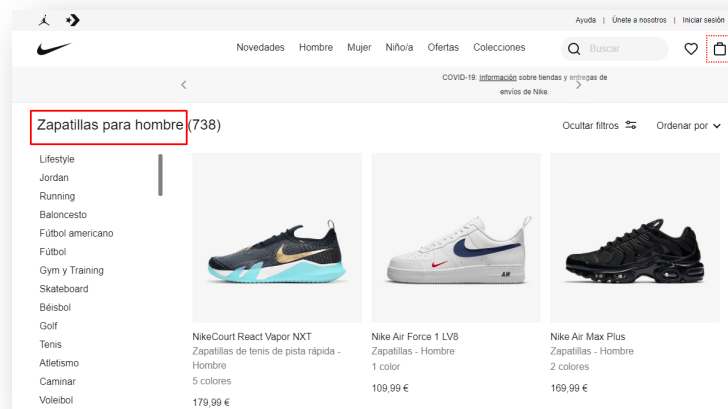 Ayuda | Únete a nosotros | Iniciar sesión
Novedades Hombre Mujer Niño/a Ofertas Colecciones
Buscar
COVID-19: Información sobre tiendas y entregas de
envíos de Nike.
Zapatillas para hombre (738)
Ocultar filtros
Ordenar por
Lifestyle
Jordan
Running
Baloncesto
Fútbol americano
Fútbol
Gym y Training
Skateboard
Béisbol
Golf
Tenis
Atletismo
Caminar
Voleibol
NikeCourt React Vapor NXT
Zapatillas de tenis de pista rápida -
Hombre
5 colores
179,99 €
AIR
Nike Air Force 1 LV8
Zapatillas - Hombre
1 color
109,99 €
Nike Air Max Plus
Zapatillas - Hombre
2 colores
169,99 €